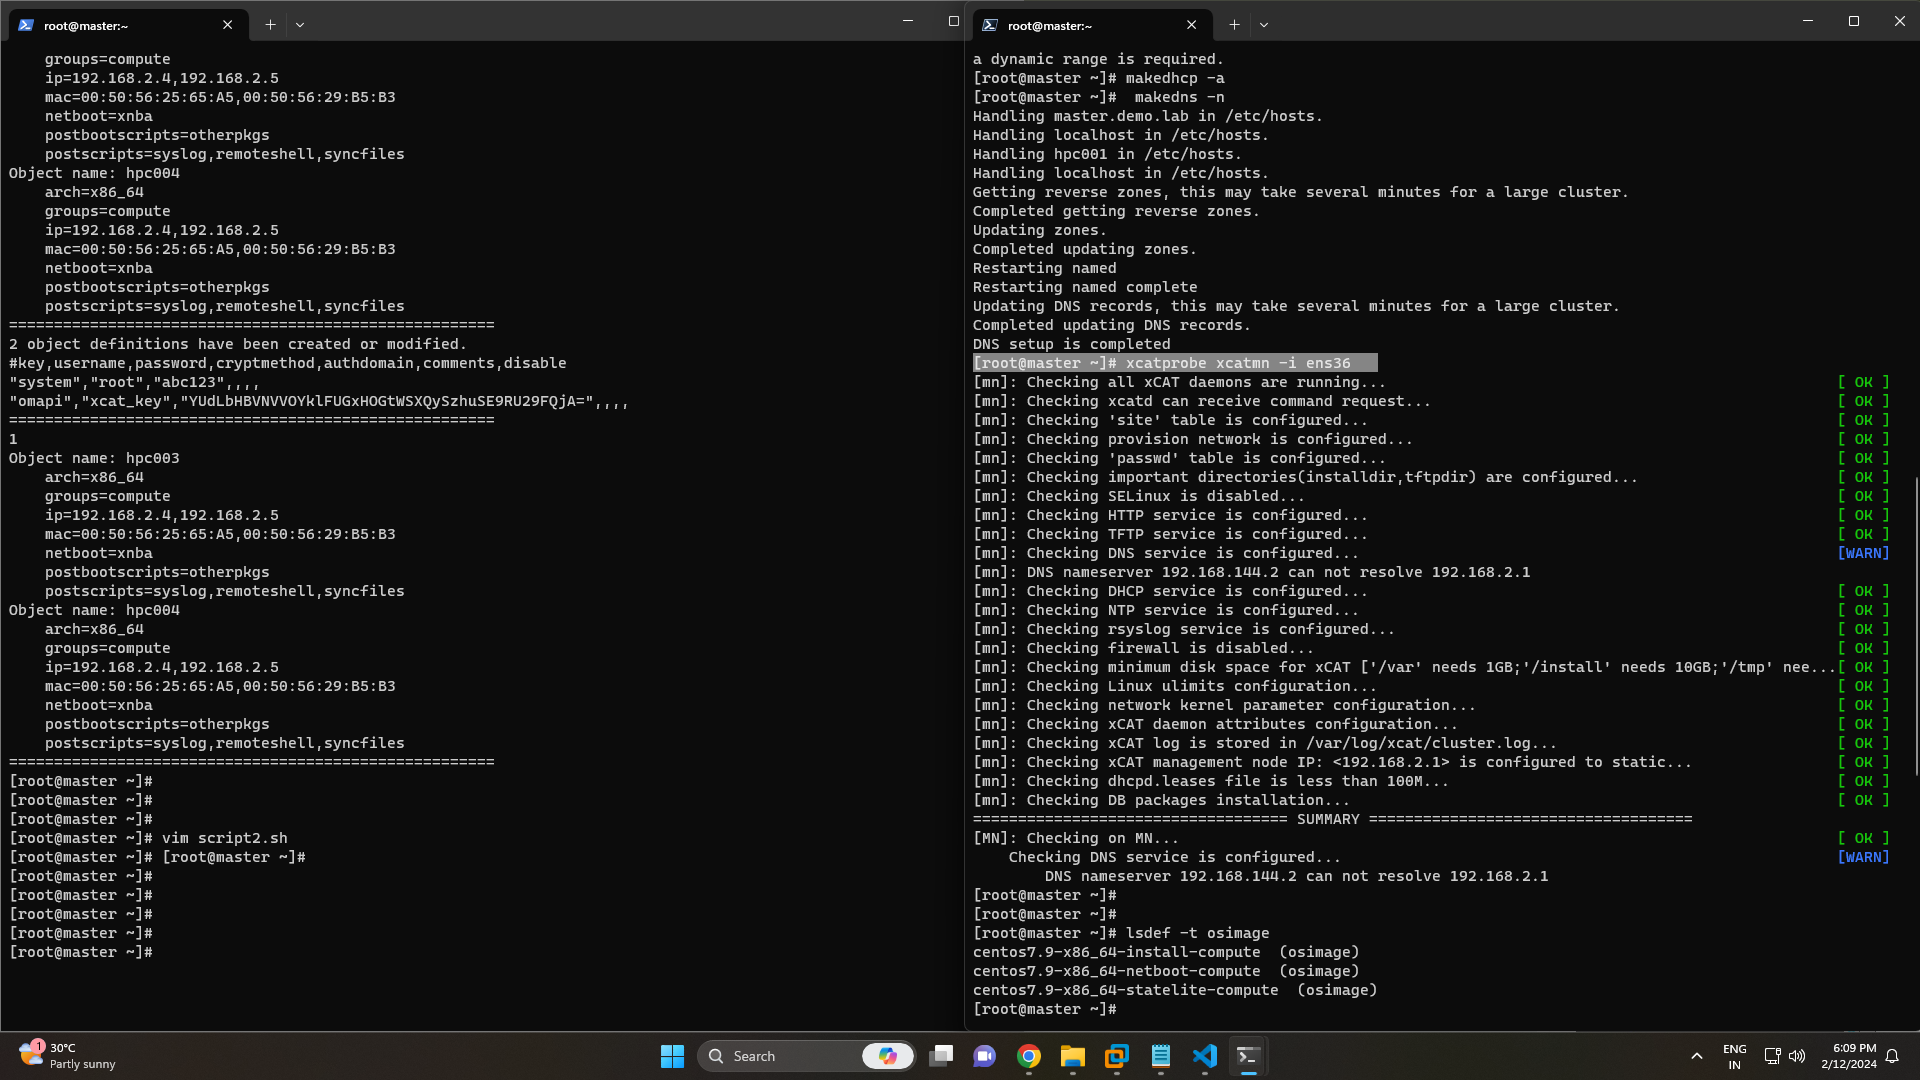 root@master:~
    groups=compute
    ip=192.168.2.4,192.168.2.5
    mac=00:50:56:25:65:A5,00:50:56:29:B5:B3
    netboot=xnba
    postbootscripts=otherpkgs
    postscripts=syslog,remoteshell,syncfiles
Object name: hpc004
    arch=x86_64
    groups=compute
    ip=192.168.2.4,192.168.2.5
    mac=00:50:56:25:65:A5,00:50:56:29:B5:B3
    netboot=xnba
    postbootscripts=otherpkgs
    postscripts=syslog,remoteshell,syncfiles
======================================================
2 object definitions have been created or modified.
#key,username,password,cryptmethod,authdomain,comments,disable
"system","root","abc123",,,,
"omapi","xcat_key","YUdLbHBVNVVOYklFUGxHOGtWSXQySzhuSE9RU29FQjA=",,,,
======================================================
1
Object name: hpc003
    arch=x86_64
    groups=compute
    ip=192.168.2.4,192.168.2.5
    mac=00:50:56:25:65:A5,00:50:56:29:B5:B3
    netboot=xnba
    postbootscripts=otherpkgs
    postscripts=syslog,remoteshell,syncfiles
Object name: hpc004
    arch=x86_64
    groups=compute
    ip=192.168.2.4,192.168.2.5
    mac=00:50:56:25:65:A5,00:50:56:29:B5:B3
    netboot=xnba
    postbootscripts=otherpkgs
    postscripts=syslog,remoteshell,syncfiles
======================================================
[root@master ~]#
[root@master ~]#
[root@master ~]#
[root@master ~]# vim script2.sh
[root@master ~]# [root@master ~]#
[root@master ~]#
[root@master ~]#
[root@master ~]#
[root@master ~]#
[root@master ~]#
root@master:~
a dynamic range is required.
[root@master ~]# makedhcp -a
[root@master ~]#  makedns -n
Handling master.demo.lab in /etc/hosts.
Handling localhost in /etc/hosts.
Handling hpc001 in /etc/hosts.
Handling localhost in /etc/hosts.
Getting reverse zones, this may take several minutes for a large cluster.
Completed getting reverse zones.
Updating zones.
Completed updating zones.
Restarting named
Restarting named complete
Updating DNS records, this may take several minutes for a large cluster.
Completed updating DNS records.
DNS setup is completed
[root@master ~]# xcatprobe xcatmn -i ens36
[mn]: Checking all xCAT daemons are running... [ OK ]
[mn]: Checking xcatd can receive command request... [ OK ]
[mn]: Checking 'site' table is configured... [ OK ]
[mn]: Checking provision network is configured... [ OK ]
[mn]: Checking 'passwd' table is configured... [ OK ]
[mn]: Checking important directories(installdir,tftpdir) are configured... [ OK ]
[mn]: Checking SELinux is disabled... [ OK ]
[mn]: Checking HTTP service is configured... [ OK ]
[mn]: Checking TFTP service is configured... [ OK ]
[mn]: Checking DNS service is configured... [WARN]
[mn]: DNS nameserver 192.168.144.2 can not resolve 192.168.2.1
[mn]: Checking DHCP service is configured... [ OK ]
[mn]: Checking NTP service is configured... [ OK ]
[mn]: Checking rsyslog service is configured... [ OK ]
[mn]: Checking firewall is disabled... [ OK ]
[mn]: Checking minimum disk space for xCAT ['/var' needs 1GB;'/install' needs 10GB;'/tmp' nee...[ OK ]
[mn]: Checking Linux ulimits configuration... [ OK ]
[mn]: Checking network kernel parameter configuration... [ OK ]
[mn]: Checking xCAT daemon attributes configuration... [ OK ]
[mn]: Checking xCAT log is stored in /var/log/xcat/cluster.log... [ OK ]
[mn]: Checking xCAT management node IP: <192.168.2.1> is configured to static... [ OK ]
[mn]: Checking dhcpd.leases file is less than 100M... [ OK ]
[mn]: Checking DB packages installation... [ OK ]
=================================== SUMMARY ====================================
[MN]: Checking on MN... [ OK ]
    Checking DNS service is configured... [WARN]
        DNS nameserver 192.168.144.2 can not resolve 192.168.2.1
[root@master ~]#
[root@master ~]#
[root@master ~]# lsdef -t osimage
centos7.9-x86_64-install-compute  (osimage)
centos7.9-x86_64-netboot-compute  (osimage)
centos7.9-x86_64-statelite-compute  (osimage)
[root@master ~]#
1
30°C
Partly sunny
Search
ENG
IN
6:09 PM
2/12/2024